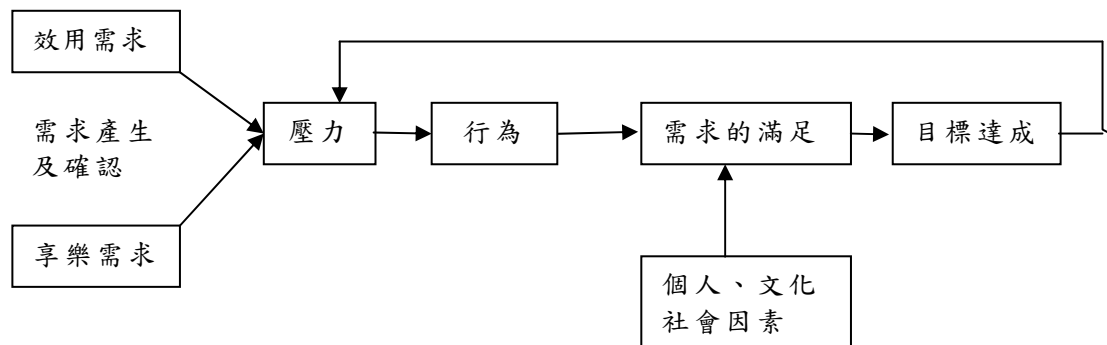 效用需求
需求產生
及確認
享樂需求
壓力
行為
需求的滿足
目標達成
個人、文化
社會因素